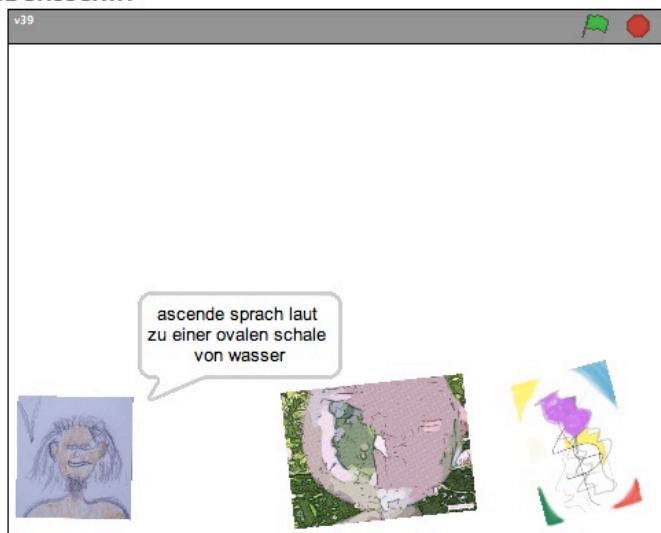 v39
ascende sprach laut
zu einer ovalen schale
von wasser